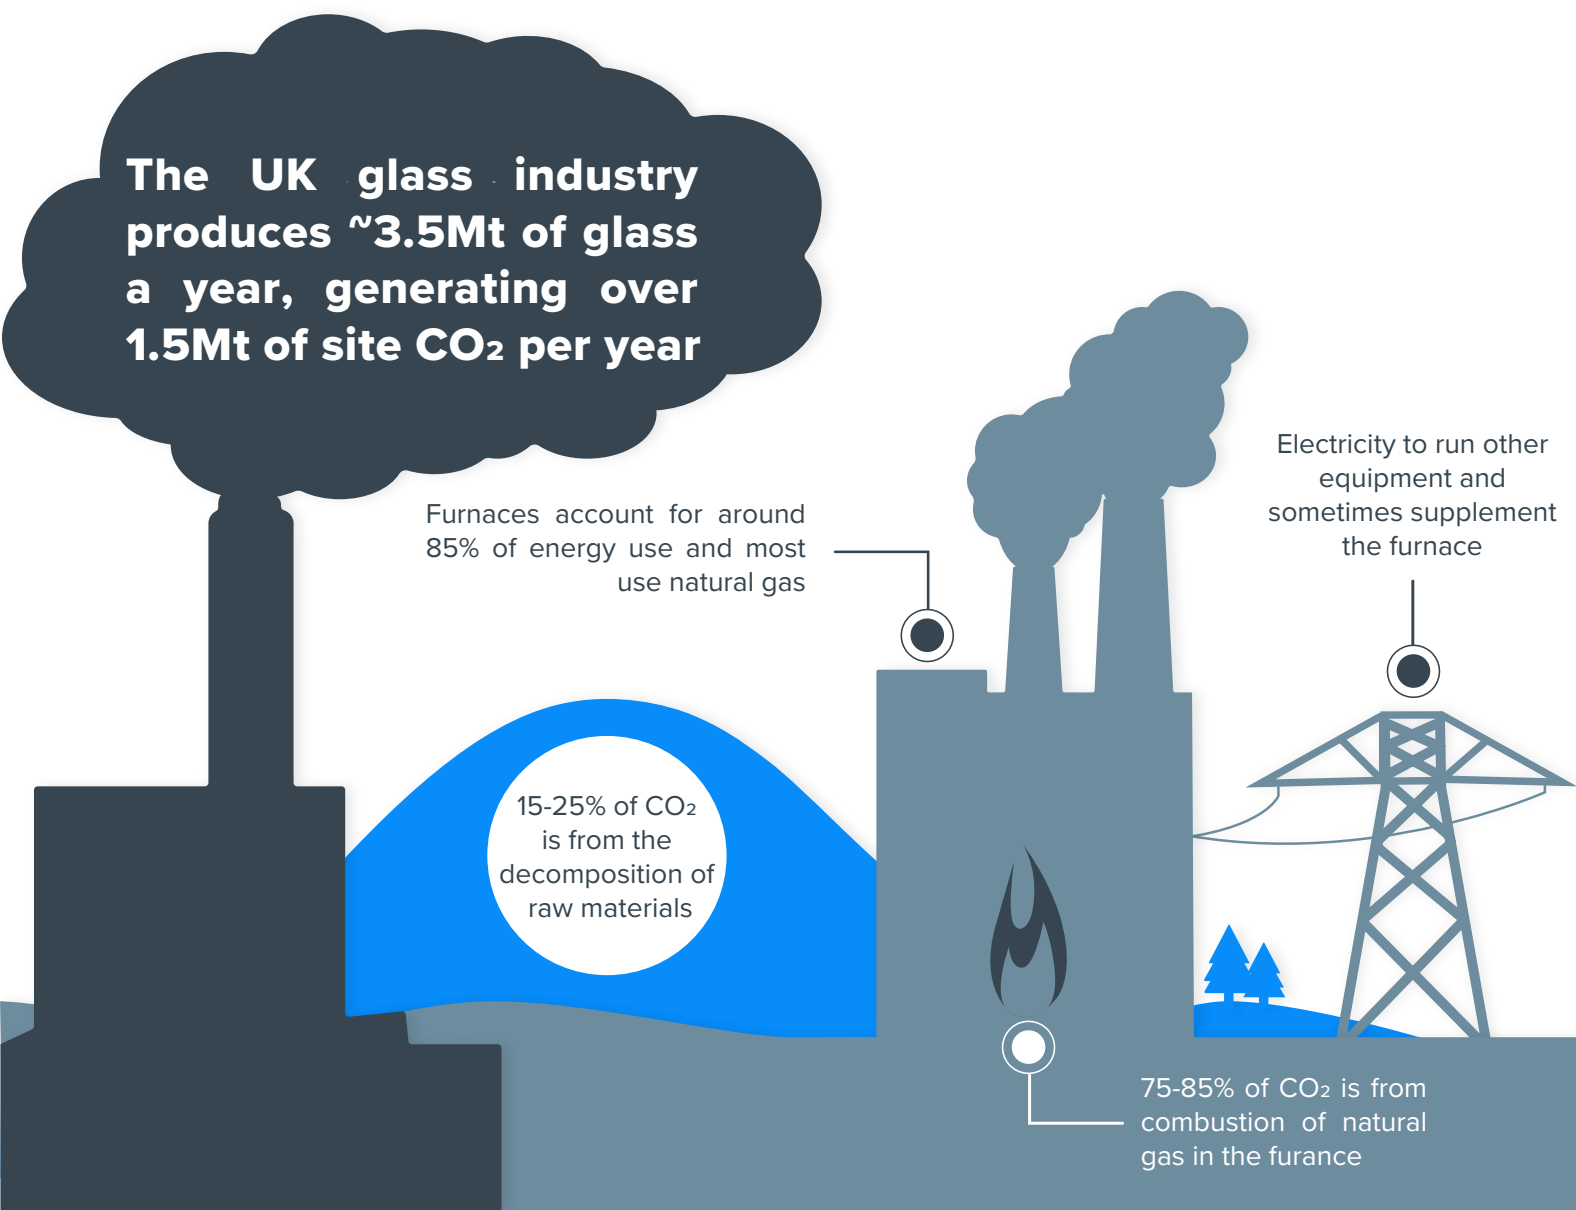 The UK glass industry
produces ~3.5Mt of glass
a year, generating over
1.5Mt of site CO₂ per year
Furnaces account for around
85% of energy use and most
use natural gas
Electricity to run other
equipment and
sometimes supplement
the furnace
15-25% of CO₂
is from the
decomposition of
raw materials
75-85% of CO₂ is from
combustion of natural
gas in the furance